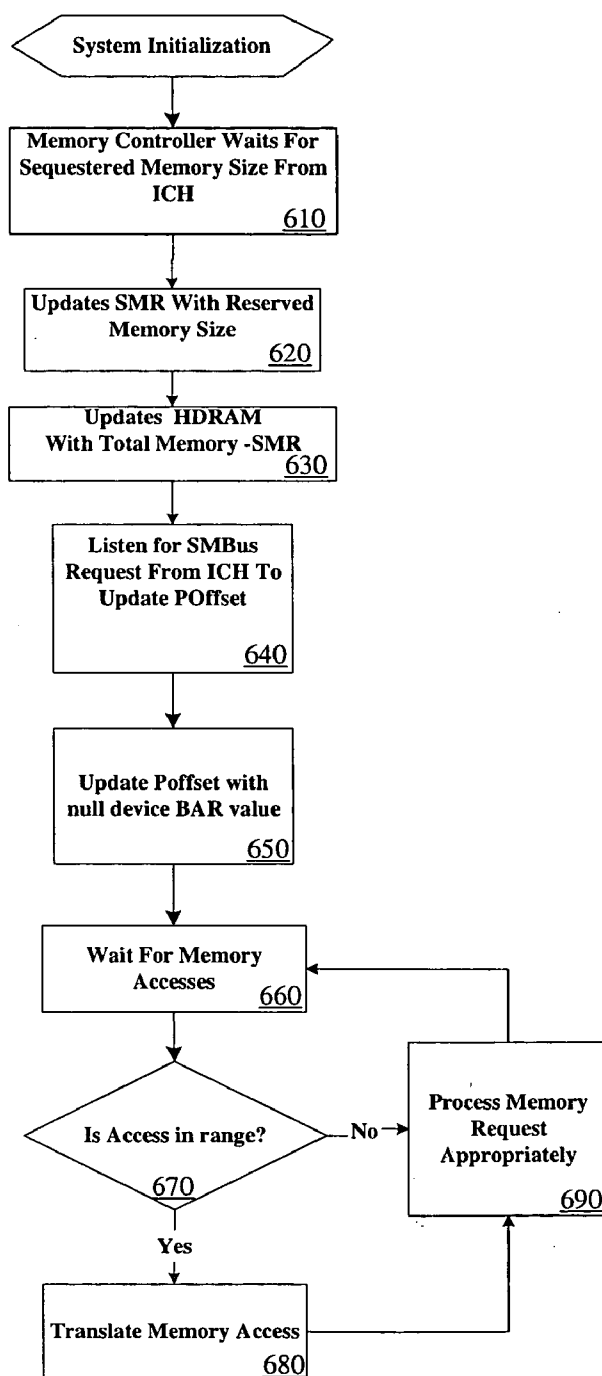 System Initialization
Memory Controller Waits For
Sequestered Memory Size From
ICH
610
Updates SMR With Reserved
Memory Size
620
Updates HDRAM
With Total Memory -SMR
630
Listen for SMBus
Request From ICH To
Update POffset
640
Update Poffset with
null device BAR value
650
Wait For Memory
Accesses
660
Is Access in range?
670
No
Process Memory
Request
Appropriately
690
Yes
Translate Memory Access
680